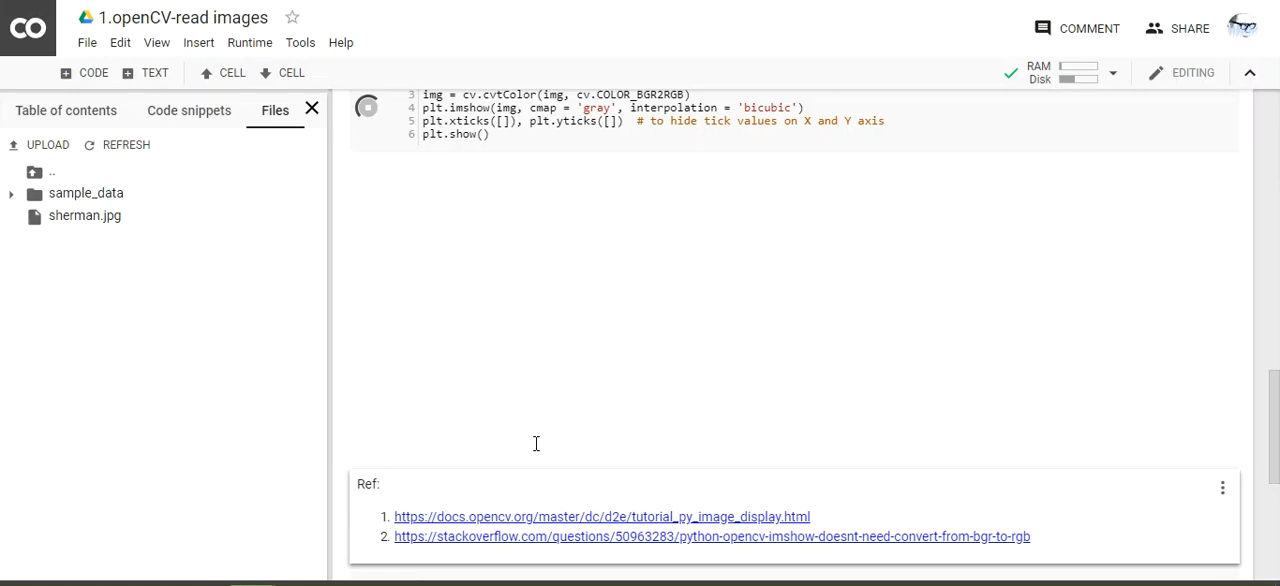 CO
1.openCV-read images
COMMENT
SHARE
File Edit View Insert Runtime Tools Help
CODE TEXT CELL CELL
RAM
Disk
EDITING
Table of contents Code snippets Files
UPLOAD REFRESH
..
sample_data
sherman.jpg
3 img = cv.cvtColor(img, cv.COLOR_BGR2RGB)
4 plt.imshow(img, cmap = 'gray', interpolation = 'bicubic')
5 plt.xticks([]), plt.yticks([])  # to hide tick values on X and Y axis
6 plt.show()
Ref:
1. https://docs.opencv.org/master/dc/d2e/tutorial_py_image_display.html
2. https://stackoverflow.com/questions/50963283/python-opencv-imshow-doesnt-need-convert-from-bgr-to-rgb